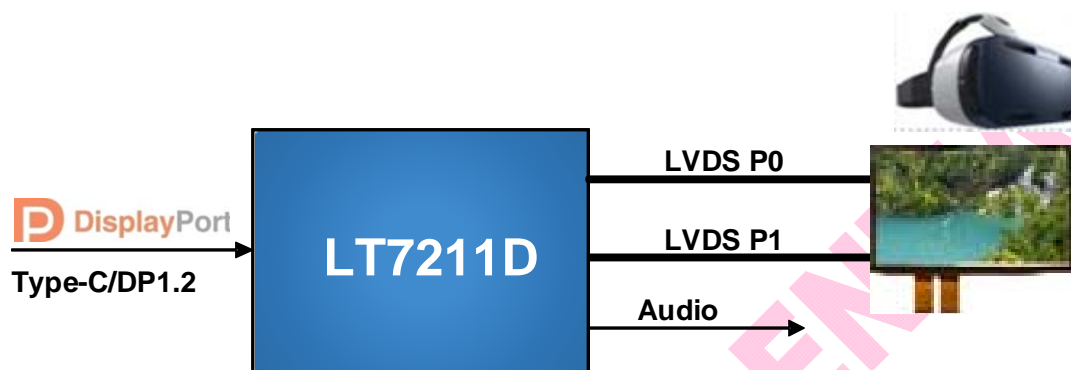 LVDS P0
DisplayPort
LVDS P1
LT7211D
Type-C/DP1.2
Audio